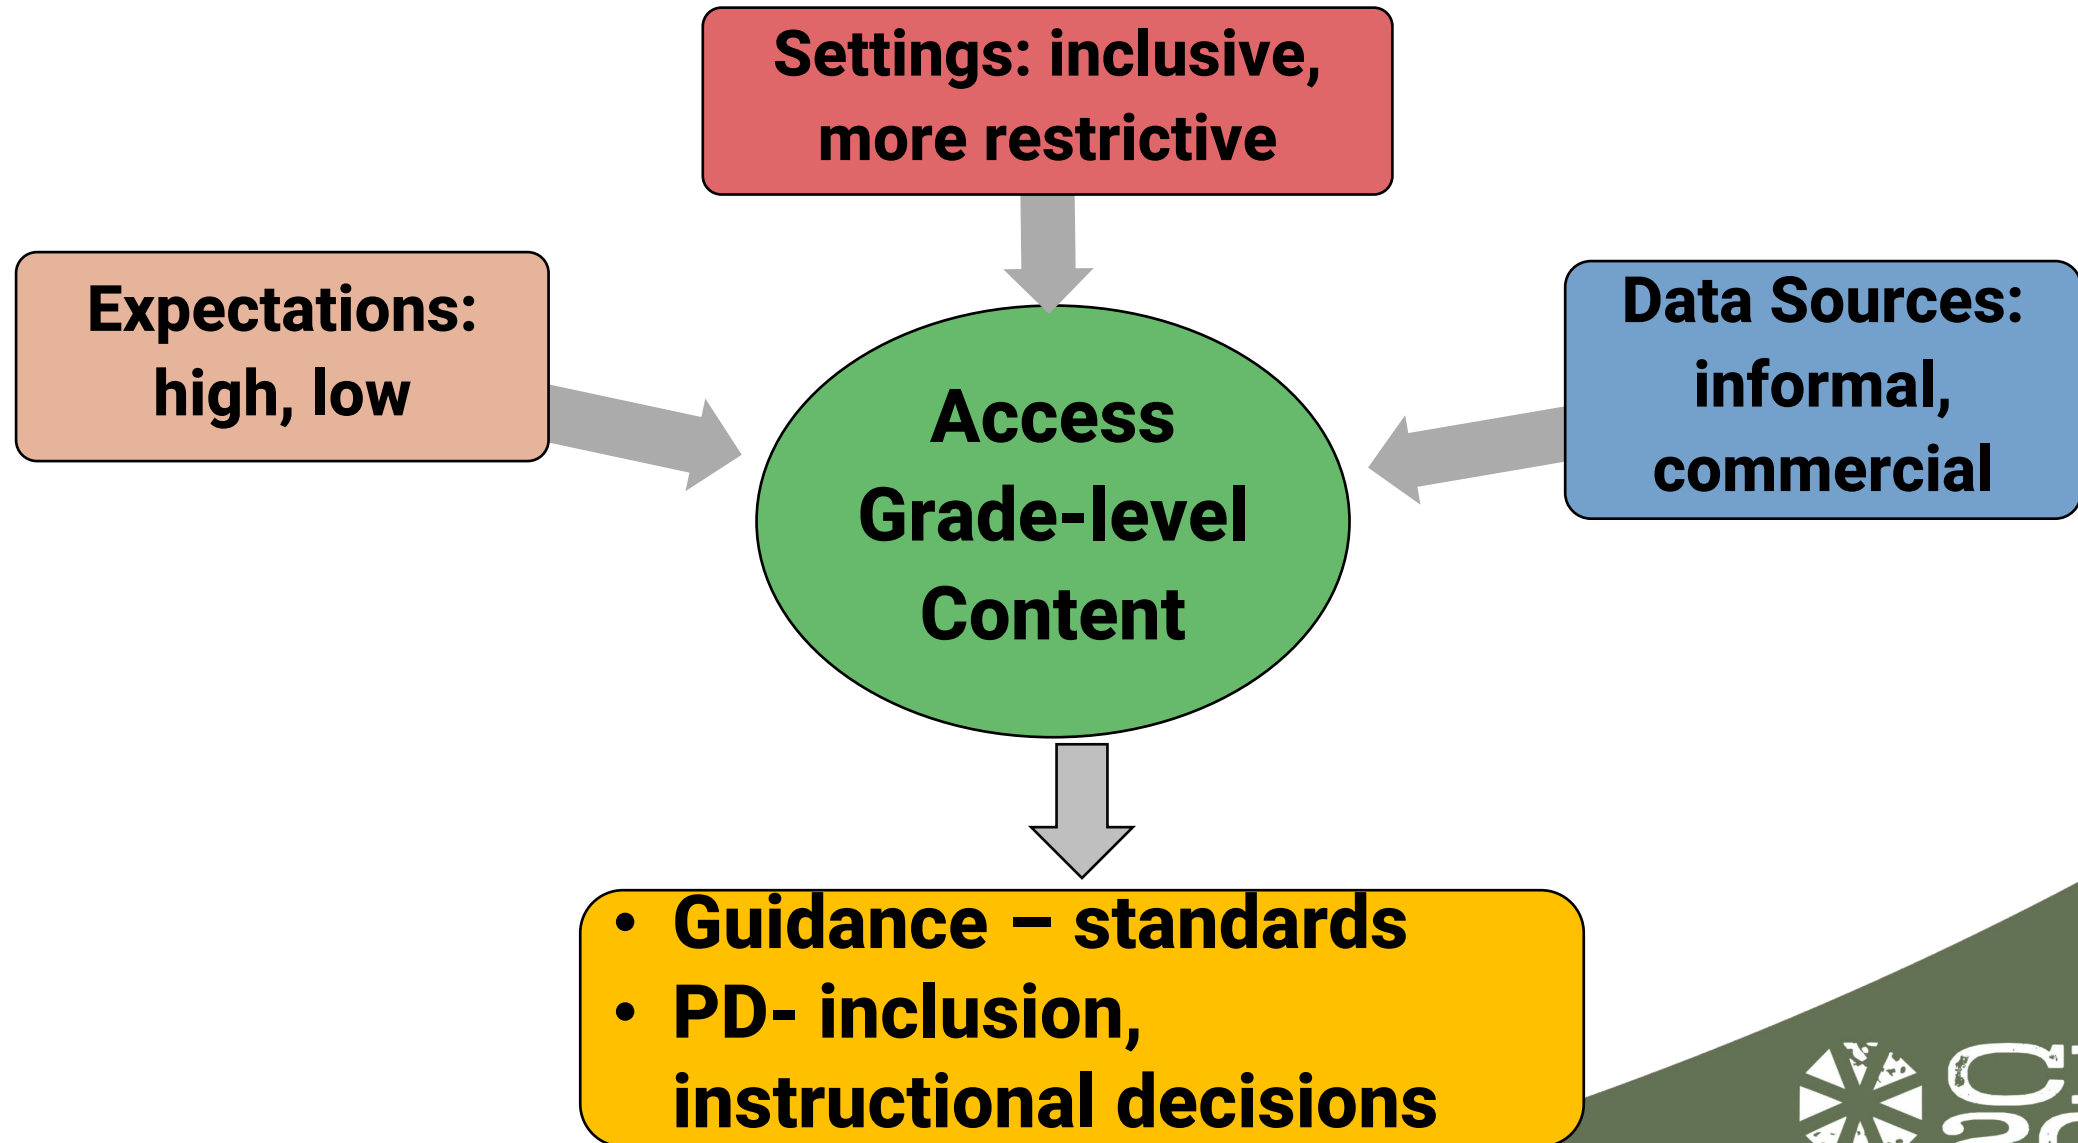 Settings: inclusive,
more restrictive
Expectations:
high, low
Data Sources:
informal,
commercial
Access
Grade-level
Content
• Guidance – standards
• PD- inclusion,
instructional decisions